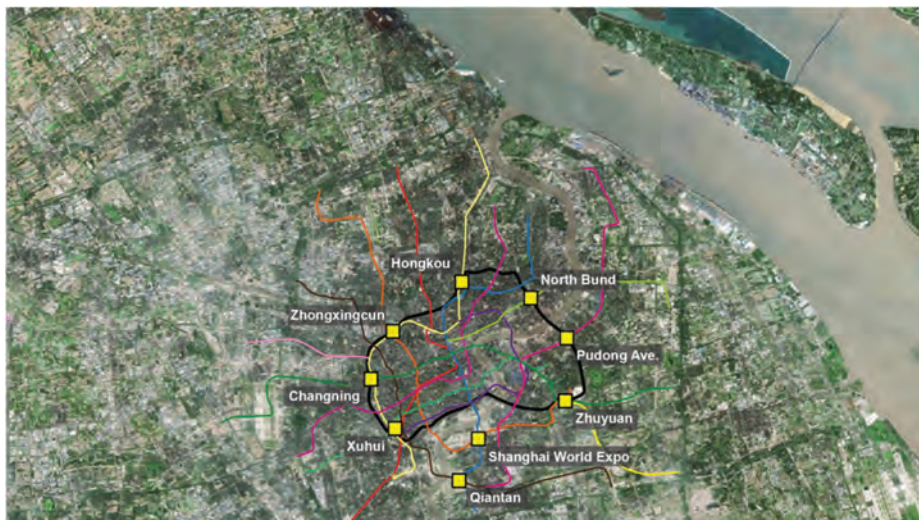 Hongkou
North Bund
Zhongxingcun
Pudong Ave.
Changning
Zhuyuan
Xuhui
Shanghai World Expo
Qiantan